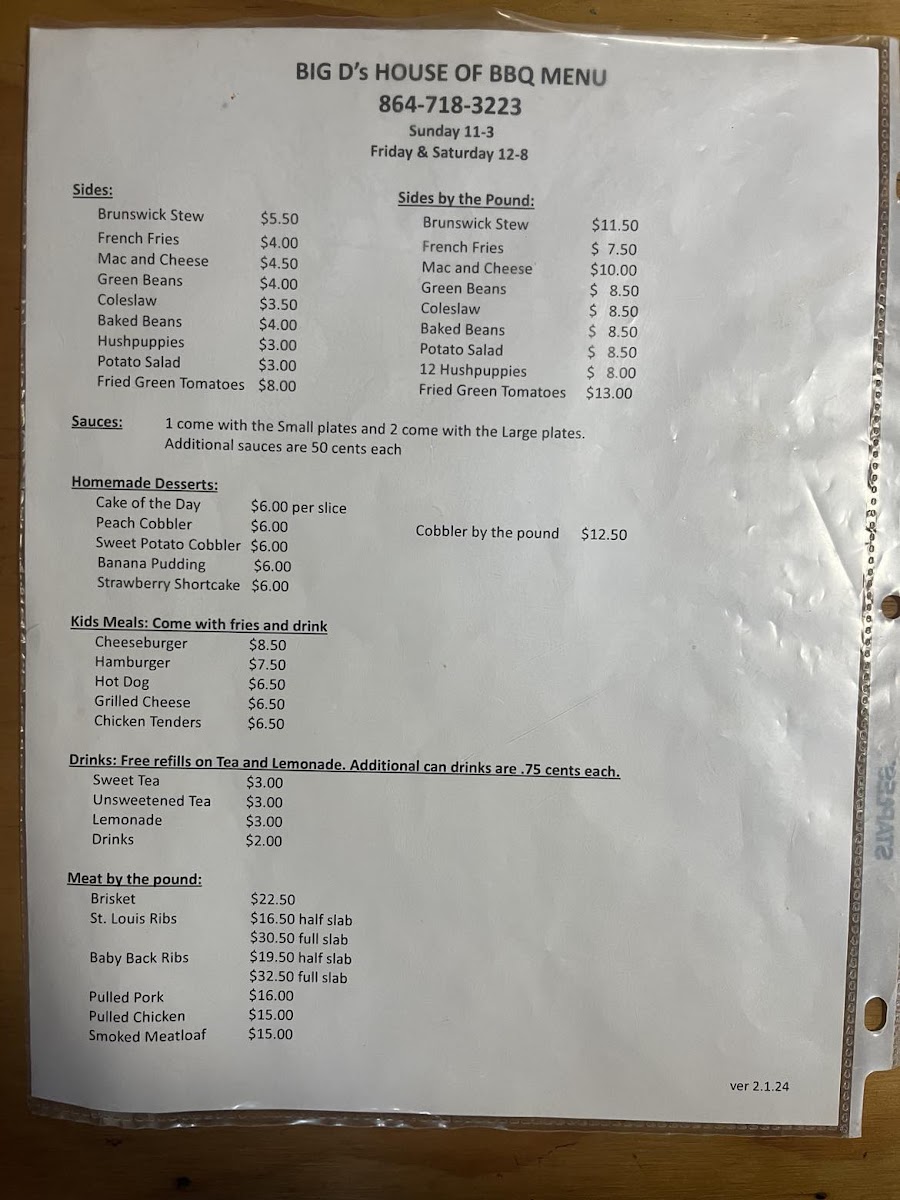 BIG D's HOUSE OF BBQ MENU
864-718-3223
Sunday 11-3
Friday & Saturday 12-8
Sides:
Brunswick Stew $5.50
French Fries $4.00
Mac and Cheese $4.50
Green Beans $4.00
Coleslaw $3.50
Baked Beans $4.00
Hushpuppies $3.00
Potato Salad $3.00
Fried Green Tomatoes $8.00
Sides by the Pound:
Brunswick Stew $11.50
French Fries $ 7.50
Mac and Cheese $10.00
Green Beans $ 8.50
Coleslaw $ 8.50
Baked Beans $ 8.50
Potato Salad $ 8.50
12 Hushpuppies $ 8.00
Fried Green Tomatoes $13.00
Sauces: 1 come with the Small plates and 2 come with the Large plates.
Additional sauces are 50 cents each
Homemade Desserts:
Cake of the Day $6.00 per slice
Peach Cobbler $6.00
Sweet Potato Cobbler $6.00
Banana Pudding $6.00
Strawberry Shortcake $6.00
Cobbler by the pound $12.50
Kids Meals: Come with fries and drink
Cheeseburger $8.50
Hamburger $7.50
Hot Dog $6.50
Grilled Cheese $6.50
Chicken Tenders $6.50
Drinks: Free refills on Tea and Lemonade. Additional can drinks are .75 cents each.
Sweet Tea $3.00
Unsweetened Tea $3.00
Lemonade $3.00
Drinks $2.00
Meat by the pound:
Brisket $22.50
St. Louis Ribs $16.50 half slab
$30.50 full slab
Baby Back Ribs $19.50 half slab
$32.50 full slab
Pulled Pork $16.00
Pulled Chicken $15.00
Smoked Meatloaf $15.00
ver 2.1.24
STAPLES